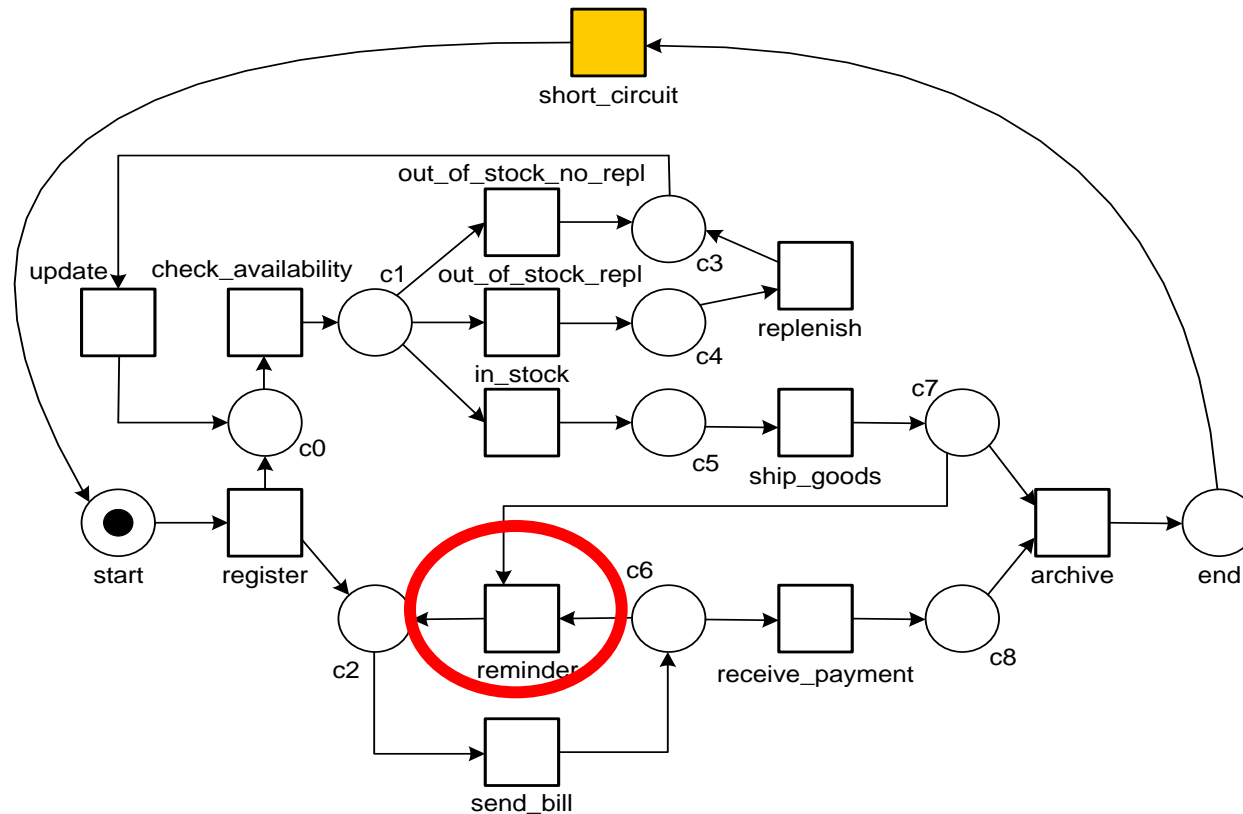 short_circuit
out_of_stock_no_repl
update
check_availability
c1
out_of_stock_repl
c3
replenish
c4
in_stock
c7
c0
c5
ship_goods
start
register
c6
archive
end
c2
reminder
receive_payment
c8
send_bill